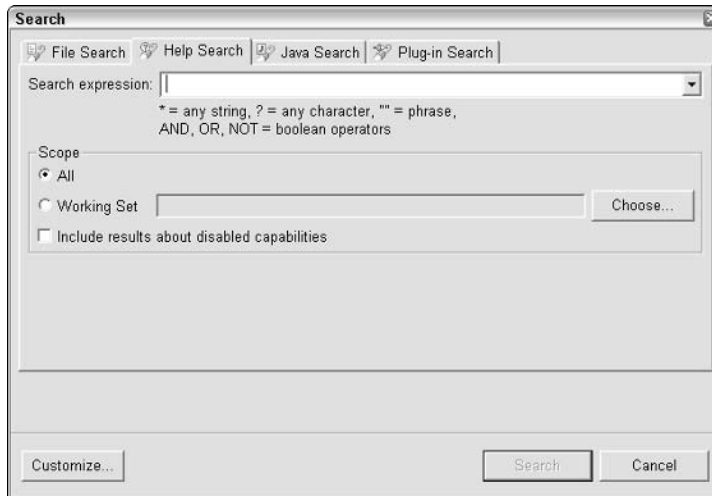 Search
File Search Help Search Java Search Plug-in Search
Search expression:
* = any string, ? = any character, "" = phrase,
AND, OR, NOT = boolean operators
Scope
All
Working Set Choose...
Include results about disabled capabilities
Customize... Search Cancel